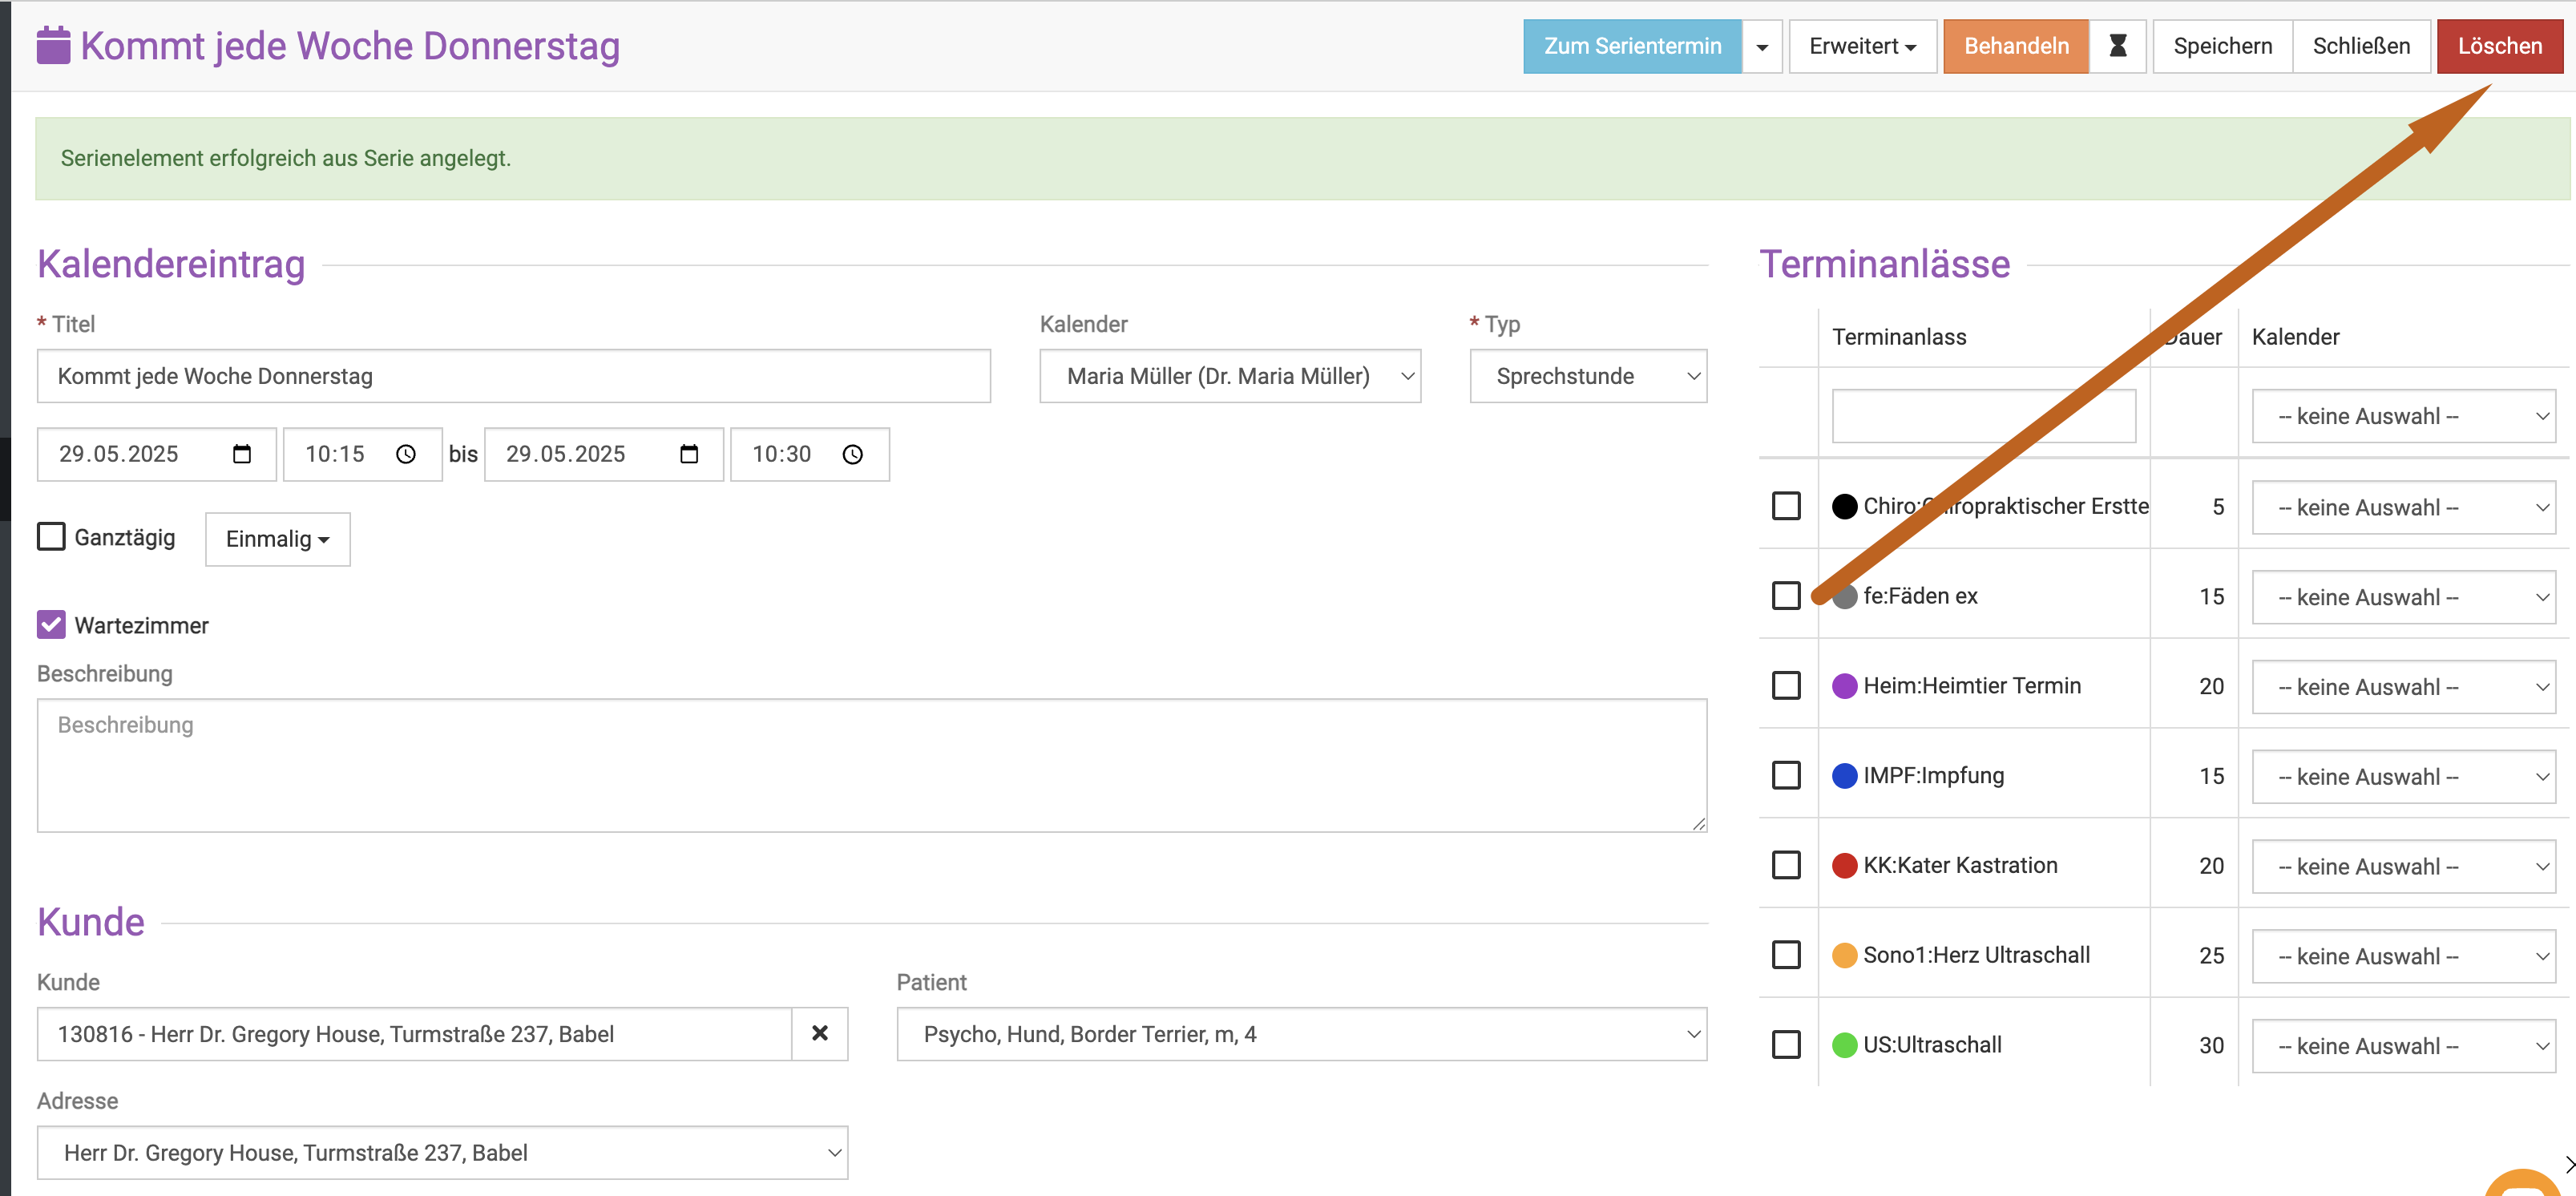 Kommt jede Woche Donnerstag
Zum Serientermin
Erweitert
Behandeln
Speichern
Schließen
Löschen
Serienelement erfolgreich aus Serie angelegt.
Kalendereintrag
* Titel
Kalender
* Typ
Kommt jede Woche Donnerstag
Maria Müller (Dr. Maria Müller)
Sprechstunde
29.05.2025 10:15 bis 29.05.2025 10:30
Ganztägig
Einmalig
Wartezimmer
Beschreibung
Beschreibung
Kunde
Kunde
Patient
130816 - Herr Dr. Gregory House, Turmstraße 237, Babel
Psycho, Hund, Border Terrier, m, 4
Adresse
Herr Dr. Gregory House, Turmstraße 237, Babel
Terminanlässe
Terminanlass Dauer Kalender
-- keine Auswahl --
Chiro:Chiropraktischer Erstte 5 -- keine Auswahl --
fe:Fäden ex 15 -- keine Auswahl --
Heim:Heimtier Termin 20 -- keine Auswahl --
IMPF:Impfung 15 -- keine Auswahl --
KK:Kater Kastration 20 -- keine Auswahl --
Sono1:Herz Ultraschall 25 -- keine Auswahl --
US:Ultraschall 30 -- keine Auswahl --